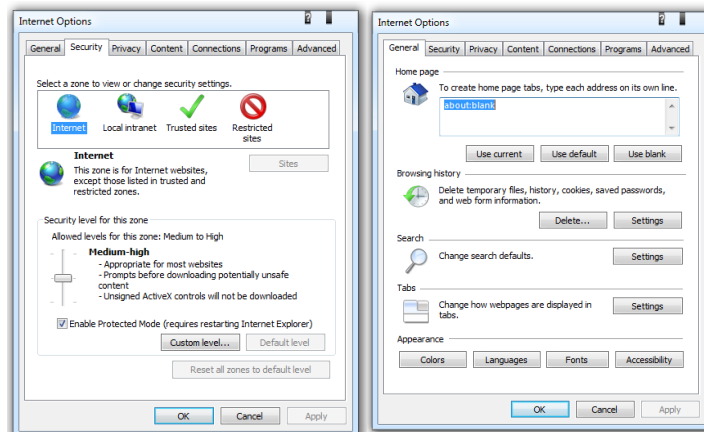 Internet Options
General Security Privacy Content Connections Programs Advanced
Select a zone to view or change security settings.
Internet Local intranet Trusted sites Restricted
sites
Internet
Sites
This zone is for Internet websites,
except those listed in trusted and
restricted zones.
Security level for this zone
Allowed levels for this zone: Medium to High
Medium-high
- Appropriate for most websites
- Prompts before downloading potentially unsafe
content
- Unsigned ActiveX controls will not be downloaded
Enable Protected Mode (requires restarting Internet Explorer)
Custom level... Default level
Reset all zones to default level
OK Cancel Apply
Internet Options
General Security Privacy Content Connections Programs Advanced
Home page
To create home page tabs, type each address on its own line.
about:blank
Use current Use default Use blank
Browsing history
Delete temporary files, history, cookies, saved passwords,
and web form information.
Delete... Settings
Search
Change search defaults. Settings
Tabs
Change how webpages are displayed in
tabs.
Settings
Appearance
Colors Languages Fonts Accessibility
OK Cancel Apply